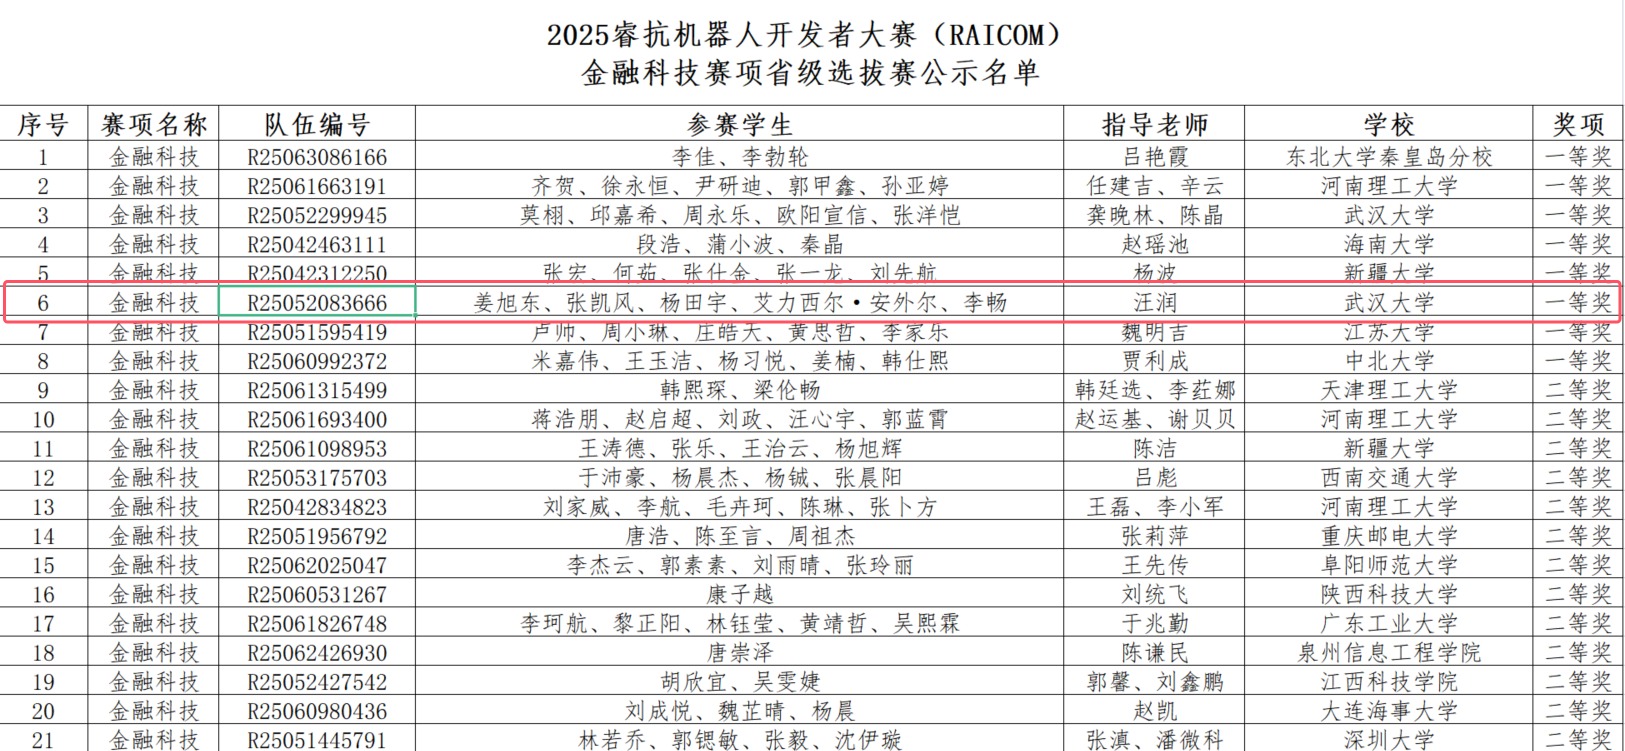 2025睿抗机器人开发者大赛（RAICOM）
金融科技赛项省级选拔赛公示名单
序号 赛项名称 队伍编号 参赛学生 指导老师 学校 奖项
1 金融科技 R25063086166 李佳、李勃轮 吕艳霞 东北大学秦皇岛分校 一等奖
2 金融科技 R25061663191 齐贺、徐永恒、尹研迪、郭甲鑫、孙亚婷 任建吉、辛云 河南理工大学 一等奖
3 金融科技 R25052299945 莫栩、邱嘉希、周永乐、欧阳宣信、张洋恺 龚晚林、陈晶 武汉大学 一等奖
4 金融科技 R25042463111 段浩、蒲小波、秦晶 赵瑶池 海南大学 一等奖
5 金融科技 R25042312250 张宏、何茹、张仕金、张一龙、刘先航 杨波 新疆大学 一等奖
6 金融科技 R25052083666 姜旭东、张凯风、杨田宇、艾力西尔·安外尔、李畅 汪润 武汉大学 一等奖
7 金融科技 R25051595419 卢帅、周小琳、庄皓天、黄思哲、李家乐 魏明吉 江苏大学 一等奖
8 金融科技 R25060992372 米嘉伟、王玉洁、杨习悦、姜楠、韩仕熙 贾利成 中北大学 一等奖
9 金融科技 R25061315499 韩熙琛、梁伦畅 韩廷选、李荭娜 天津理工大学 二等奖
10 金融科技 R25061693400 蒋浩朋、赵启超、刘政、汪心宇、郭蓝霄 赵运基、谢贝贝 河南理工大学 二等奖
11 金融科技 R25061098953 王涛德、张乐、王治云、杨旭辉 陈洁 新疆大学 二等奖
12 金融科技 R25053175703 于沛豪、杨晨杰、杨铖、张晨阳 吕彪 西南交通大学 二等奖
13 金融科技 R25042834823 刘家威、李航、毛卉珂、陈琳、张卜方 王磊、李小军 河南理工大学 二等奖
14 金融科技 R25051956792 唐浩、陈至言、周祖杰 张莉萍 重庆邮电大学 二等奖
15 金融科技 R25062025047 李杰云、郭素素、刘雨晴、张玲丽 王先传 阜阳师范大学 二等奖
16 金融科技 R25060531267 康子越 刘统飞 陕西科技大学 二等奖
17 金融科技 R25061826748 李珂航、黎正阳、林钰莹、黄靖哲、吴熙霖 于兆勤 广东工业大学 二等奖
18 金融科技 R25062426930 唐崇泽 陈谦民 泉州信息工程学院 二等奖
19 金融科技 R25052427542 胡欣宜、吴雯婕 郭馨、刘鑫鹏 江西科技学院 二等奖
20 金融科技 R25060980436 刘成悦、魏芷晴、杨晨 赵凯 大连海事大学 二等奖
21 金融科技 R25051445791 林若乔、郭锶敏、张毅、沈伊璇 张滇、潘微科 深圳大学 二等奖